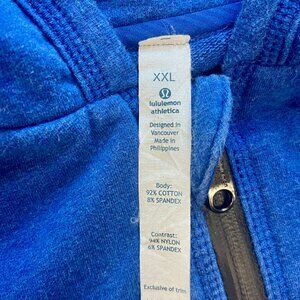 XXL
lululemon
athletica
Designed in
Vancouver
Made in
Philippines
Body:
92% COTTON
8% SPANDEX
Contrast:
94% NYLON
6% SPANDEX
Exclusive of trim